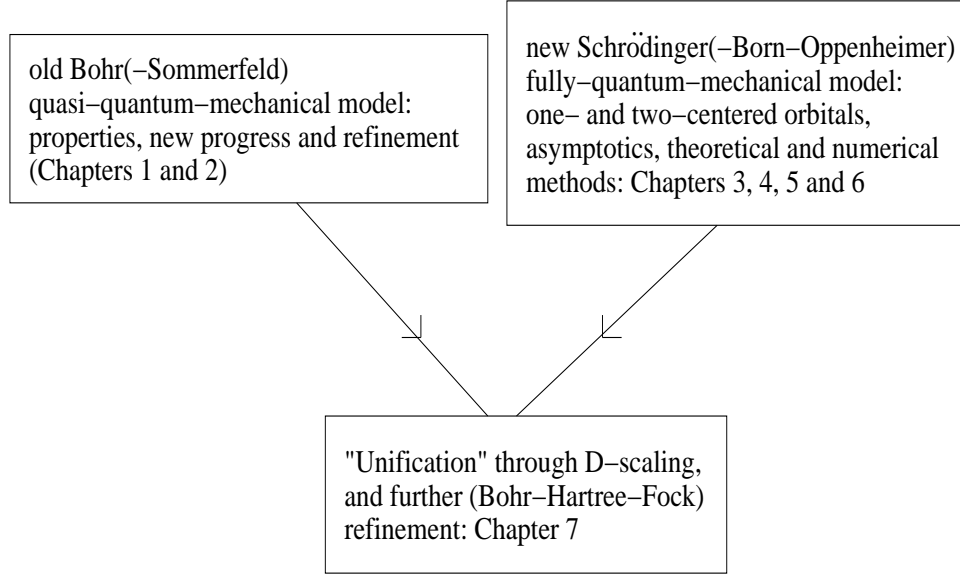 old Bohr(−Sommerfeld)
quasi−quantum−mechanical model:
properties, new progress and refinement
(Chapters 1 and 2)
new Schrödinger(−Born−Oppenheimer)
fully−quantum−mechanical model:
one− and two−centered orbitals,
asymptotics, theoretical and numerical
methods: Chapters 3, 4, 5 and 6
"Unification" through D−scaling,
and further (Bohr−Hartree−Fock)
refinement: Chapter 7